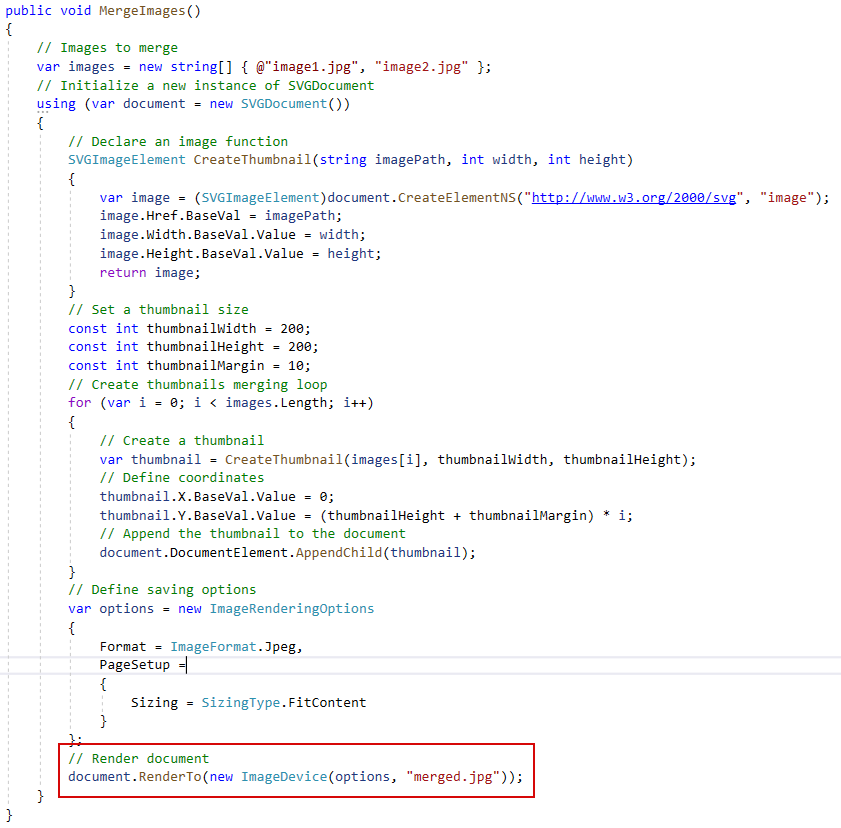 public void MergeImages()
{
    // Images to merge
    var images = new string[] { @"image1.jpg", "image2.jpg" };
    // Initialize a new instance of SVGDocument
    using (var document = new SVGDocument())
    {
        // Declare an image function
        SVGImageElement CreateThumbnail(string imagePath, int width, int height)
        {
            var image = (SVGImageElement)document.CreateElementNS("http://www.w3.org/2000/svg", "image");
            image.Href.BaseVal = imagePath;
            image.Width.BaseVal.Value = width;
            image.Height.BaseVal.Value = height;
            return image;
        }
        // Set a thumbnail size
        const int thumbnailWidth = 200;
        const int thumbnailHeight = 200;
        const int thumbnailMargin = 10;
        // Create thumbnails merging loop
        for (var i = 0; i < images.Length; i++)
        {
            // Create a thumbnail
            var thumbnail = CreateThumbnail(images[i], thumbnailWidth, thumbnailHeight);
            // Define coordinates
            thumbnail.X.BaseVal.Value = 0;
            thumbnail.Y.BaseVal.Value = (thumbnailHeight + thumbnailMargin) * i;
            // Append the thumbnail to the document
            document.DocumentElement.AppendChild(thumbnail);
        }
        // Define saving options
        var options = new ImageRenderingOptions
        {
            Format = ImageFormat.Jpeg,
            PageSetup =
            {
                Sizing = SizingType.FitContent
            }
        };
        // Render document
        document.RenderTo(new ImageDevice(options, "merged.jpg"));
    }
}